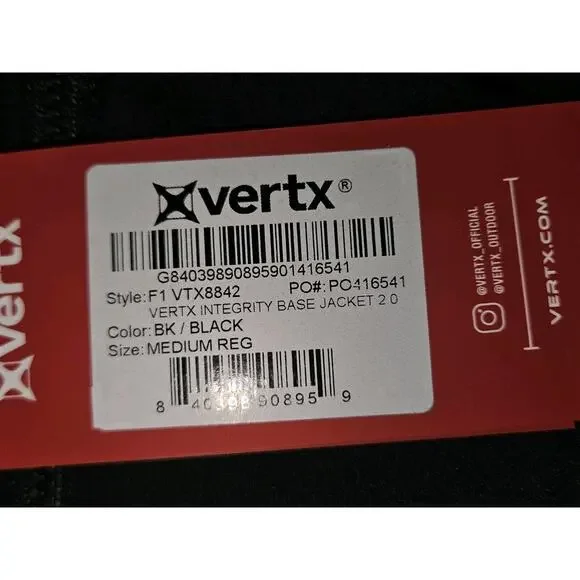 vertx
vertx®
G84039890895901416541
Style: F1 VTX8842 PO#: PO416541
VERTX INTEGRITY BASE JACKET 2.0
Color: BK / BLACK
Size: MEDIUM REG
8 40398 90895 9
@VERTX_OFFICIAL
@VERTX_OUTDOOR
VERTX.COM